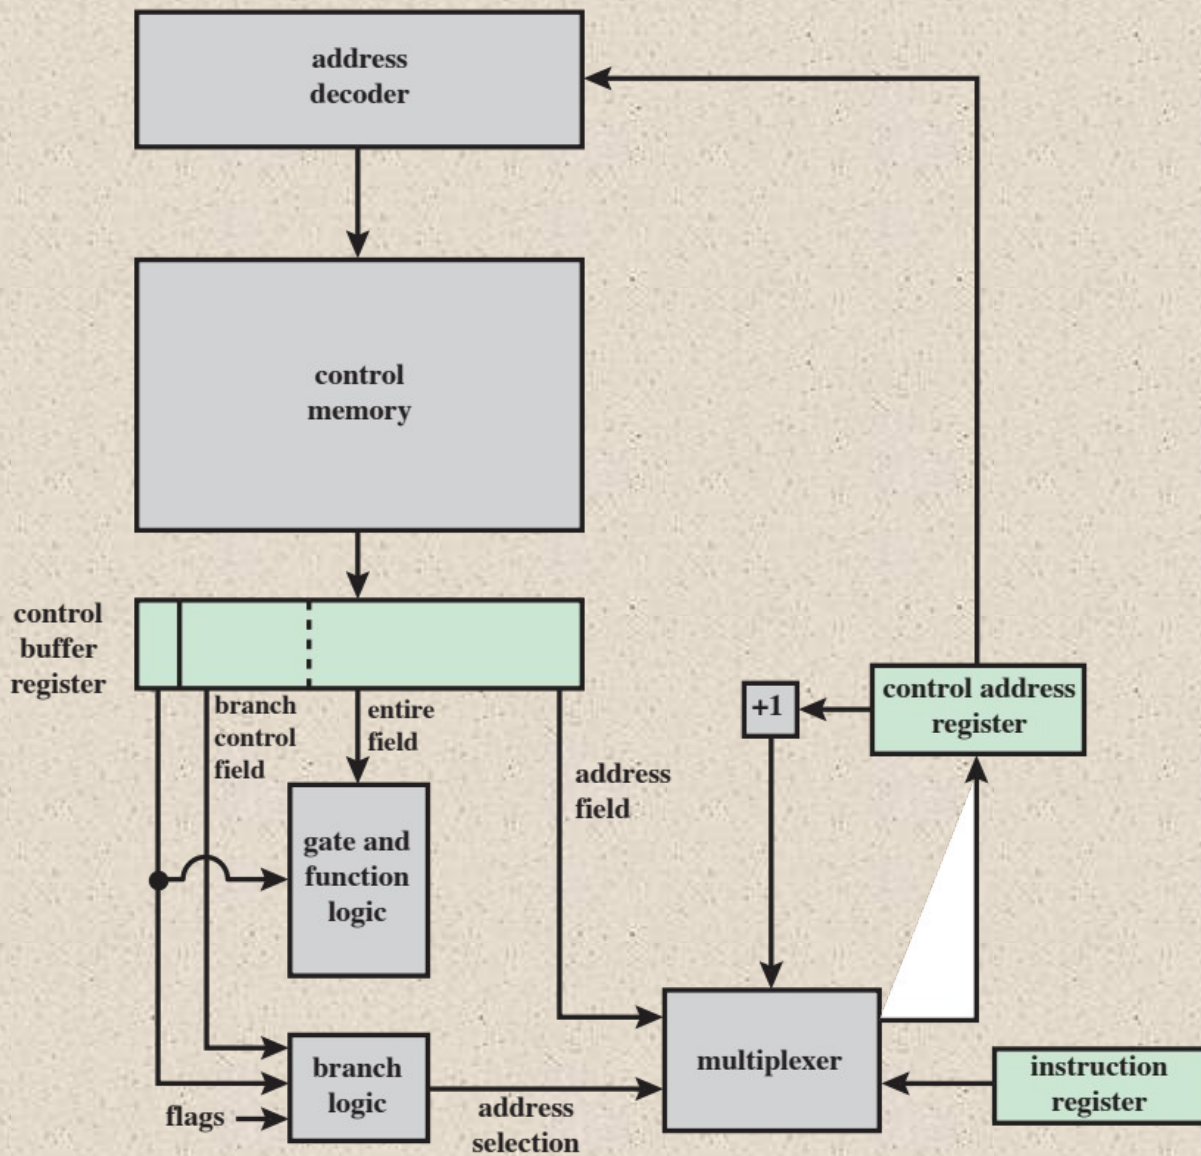 address
decoder
control
memory
control
buffer
register
branch
control
field
entire
field
address
field
+1
control address
register
gate and
function
logic
branch
logic
flags
address
selection
multiplexer
instruction
register